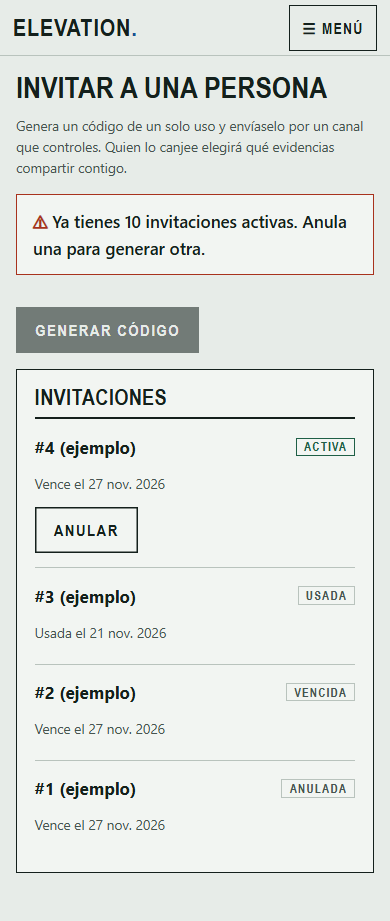 ELEVATION.
☰ MENÚ
INVITAR A UNA PERSONA
Genera un código de un solo uso y envíaselo por un canal
que controles. Quien lo canjee elegirá qué evidencias
compartir contigo.
⚠ Ya tienes 10 invitaciones activas. Anula
una para generar otra.
GENERAR CÓDIGO
INVITACIONES
#4 (ejemplo)
ACTIVA
Vence el 27 nov. 2026
ANULAR
#3 (ejemplo)
USADA
Usada el 21 nov. 2026
#2 (ejemplo)
VENCIDA
Vence el 27 nov. 2026
#1 (ejemplo)
ANULADA
Vence el 27 nov. 2026